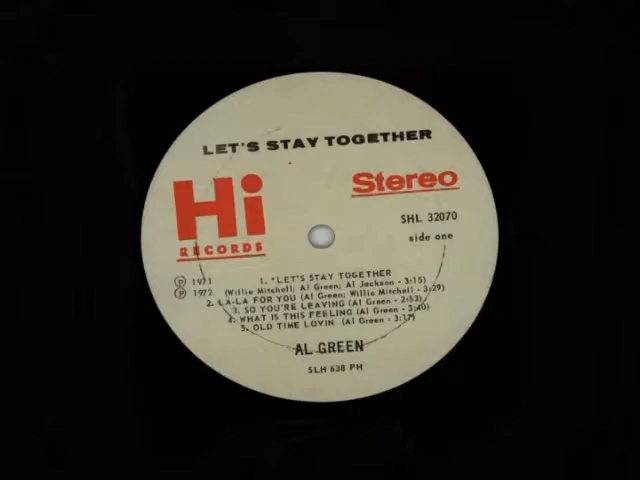 LET'S STAY TOGETHER
Hi
RECORDS
Stereo
SHL 32070
side one
Ⓟ 1971
Ⓟ 1972
1. *LET'S STAY TOGETHER
(Willie Mitchell; Al Green; Al Jackson - 3:15)
2. LA-LA FOR YOU (Al Green; Willie Mitchell - 3:29)
3. SO YOU'RE LEAVING (Al Green - 2:53)
4. WHAT IS THIS FEELING (Al Green - 3:40)
5. OLD TIME LOVIN (Al Green - 3:17)
AL GREEN
SLH 638 PH